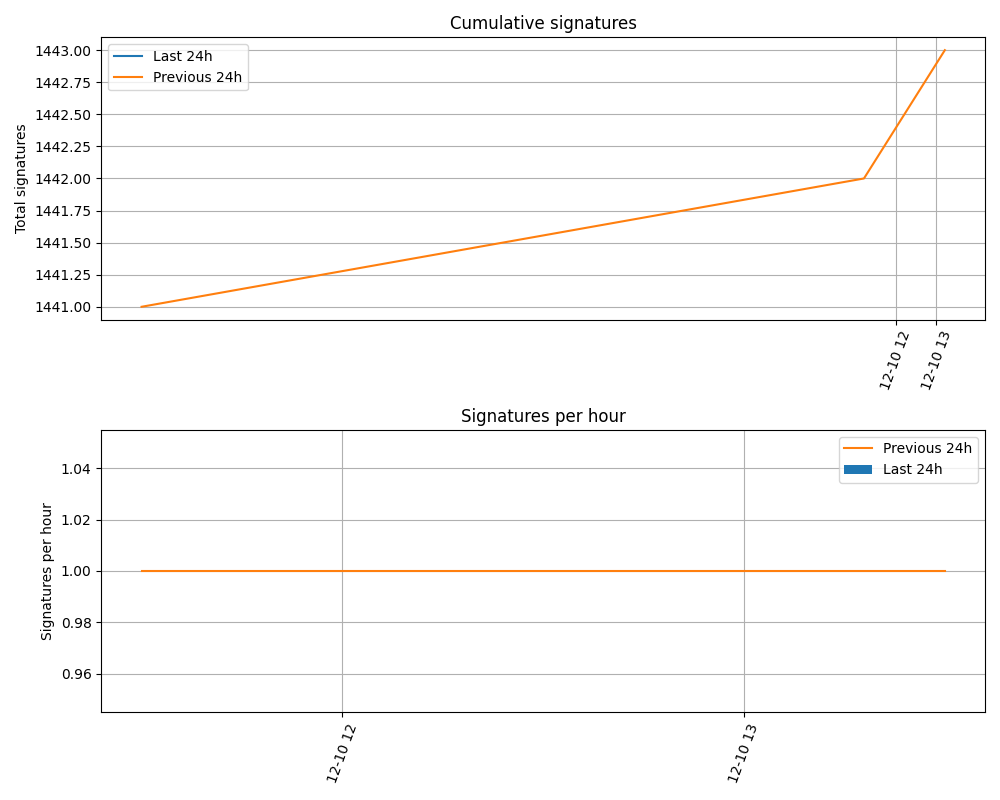 Cumulative signatures
Last 24h
Previous 24h
Total signatures
1443.00
1442.75
1442.50
1442.25
1442.00
1441.75
1441.50
1441.25
1441.00
12-10 12
12-10 13
Signatures per hour
Previous 24h
Last 24h
Signatures per hour
1.04
1.02
1.00
0.98
0.96
12-10 12
12-10 13